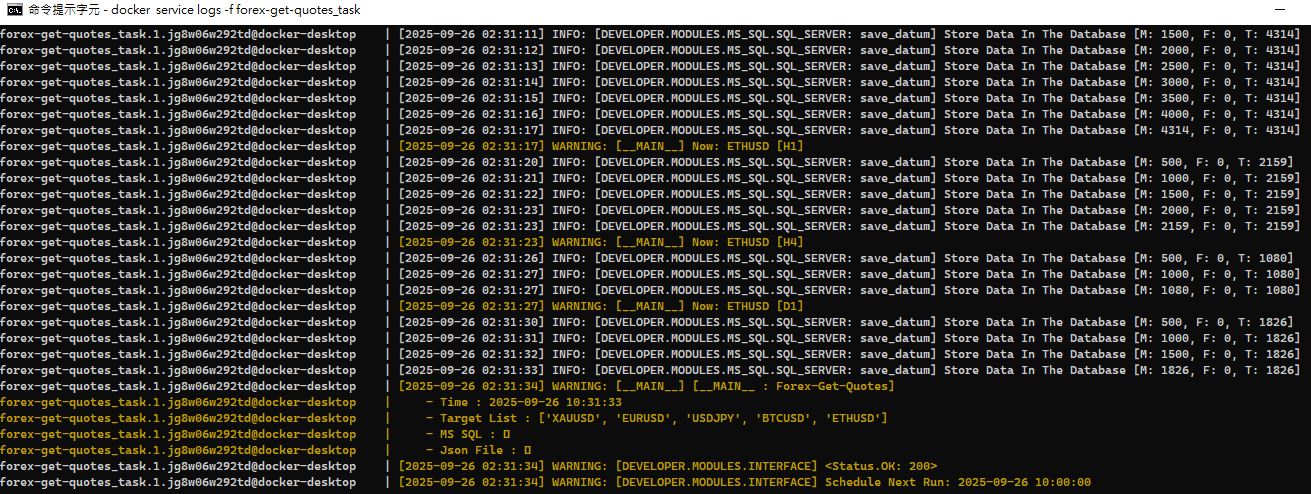 命令提示字元 - docker service logs -f forex-get-quotes_task
forex-get-quotes_task.1.jg8w06w292td@docker-desktop | [2025-09-26 02:31:11] INFO: [DEVELOPER.MODULES.MS_SQL.SQL_SERVER: save_datum] Store Data In The Database [M: 1500, F: 0, T: 4314]
forex-get-quotes_task.1.jg8w06w292td@docker-desktop | [2025-09-26 02:31:12] INFO: [DEVELOPER.MODULES.MS_SQL.SQL_SERVER: save_datum] Store Data In The Database [M: 2000, F: 0, T: 4314]
forex-get-quotes_task.1.jg8w06w292td@docker-desktop | [2025-09-26 02:31:13] INFO: [DEVELOPER.MODULES.MS_SQL.SQL_SERVER: save_datum] Store Data In The Database [M: 2500, F: 0, T: 4314]
forex-get-quotes_task.1.jg8w06w292td@docker-desktop | [2025-09-26 02:31:14] INFO: [DEVELOPER.MODULES.MS_SQL.SQL_SERVER: save_datum] Store Data In The Database [M: 3000, F: 0, T: 4314]
forex-get-quotes_task.1.jg8w06w292td@docker-desktop | [2025-09-26 02:31:15] INFO: [DEVELOPER.MODULES.MS_SQL.SQL_SERVER: save_datum] Store Data In The Database [M: 3500, F: 0, T: 4314]
forex-get-quotes_task.1.jg8w06w292td@docker-desktop | [2025-09-26 02:31:16] INFO: [DEVELOPER.MODULES.MS_SQL.SQL_SERVER: save_datum] Store Data In The Database [M: 4000, F: 0, T: 4314]
forex-get-quotes_task.1.jg8w06w292td@docker-desktop | [2025-09-26 02:31:17] INFO: [DEVELOPER.MODULES.MS_SQL.SQL_SERVER: save_datum] Store Data In The Database [M: 4314, F: 0, T: 4314]
forex-get-quotes_task.1.jg8w06w292td@docker-desktop | [2025-09-26 02:31:17] WARNING: [__MAIN__] Now: ETHUSD [H1]
forex-get-quotes_task.1.jg8w06w292td@docker-desktop | [2025-09-26 02:31:20] INFO: [DEVELOPER.MODULES.MS_SQL.SQL_SERVER: save_datum] Store Data In The Database [M: 500, F: 0, T: 2159]
forex-get-quotes_task.1.jg8w06w292td@docker-desktop | [2025-09-26 02:31:21] INFO: [DEVELOPER.MODULES.MS_SQL.SQL_SERVER: save_datum] Store Data In The Database [M: 1000, F: 0, T: 2159]
forex-get-quotes_task.1.jg8w06w292td@docker-desktop | [2025-09-26 02:31:22] INFO: [DEVELOPER.MODULES.MS_SQL.SQL_SERVER: save_datum] Store Data In The Database [M: 1500, F: 0, T: 2159]
forex-get-quotes_task.1.jg8w06w292td@docker-desktop | [2025-09-26 02:31:23] INFO: [DEVELOPER.MODULES.MS_SQL.SQL_SERVER: save_datum] Store Data In The Database [M: 2000, F: 0, T: 2159]
forex-get-quotes_task.1.jg8w06w292td@docker-desktop | [2025-09-26 02:31:23] INFO: [DEVELOPER.MODULES.MS_SQL.SQL_SERVER: save_datum] Store Data In The Database [M: 2159, F: 0, T: 2159]
forex-get-quotes_task.1.jg8w06w292td@docker-desktop | [2025-09-26 02:31:23] WARNING: [__MAIN__] Now: ETHUSD [H4]
forex-get-quotes_task.1.jg8w06w292td@docker-desktop | [2025-09-26 02:31:26] INFO: [DEVELOPER.MODULES.MS_SQL.SQL_SERVER: save_datum] Store Data In The Database [M: 500, F: 0, T: 1080]
forex-get-quotes_task.1.jg8w06w292td@docker-desktop | [2025-09-26 02:31:27] INFO: [DEVELOPER.MODULES.MS_SQL.SQL_SERVER: save_datum] Store Data In The Database [M: 1000, F: 0, T: 1080]
forex-get-quotes_task.1.jg8w06w292td@docker-desktop | [2025-09-26 02:31:27] INFO: [DEVELOPER.MODULES.MS_SQL.SQL_SERVER: save_datum] Store Data In The Database [M: 1080, F: 0, T: 1080]
forex-get-quotes_task.1.jg8w06w292td@docker-desktop | [2025-09-26 02:31:27] WARNING: [__MAIN__] Now: ETHUSD [D1]
forex-get-quotes_task.1.jg8w06w292td@docker-desktop | [2025-09-26 02:31:30] INFO: [DEVELOPER.MODULES.MS_SQL.SQL_SERVER: save_datum] Store Data In The Database [M: 500, F: 0, T: 1826]
forex-get-quotes_task.1.jg8w06w292td@docker-desktop | [2025-09-26 02:31:31] INFO: [DEVELOPER.MODULES.MS_SQL.SQL_SERVER: save_datum] Store Data In The Database [M: 1000, F: 0, T: 1826]
forex-get-quotes_task.1.jg8w06w292td@docker-desktop | [2025-09-26 02:31:32] INFO: [DEVELOPER.MODULES.MS_SQL.SQL_SERVER: save_datum] Store Data In The Database [M: 1500, F: 0, T: 1826]
forex-get-quotes_task.1.jg8w06w292td@docker-desktop | [2025-09-26 02:31:33] INFO: [DEVELOPER.MODULES.MS_SQL.SQL_SERVER: save_datum] Store Data In The Database [M: 1826, F: 0, T: 1826]
forex-get-quotes_task.1.jg8w06w292td@docker-desktop | [2025-09-26 02:31:34] WARNING: [__MAIN__] [__MAIN__ : Forex-Get-Quotes]
forex-get-quotes_task.1.jg8w06w292td@docker-desktop | - Time : 2025-09-26 10:31:33
forex-get-quotes_task.1.jg8w06w292td@docker-desktop | - Target List : ['XAUUSD', 'EURUSD', 'USDJPY', 'BTCUSD', 'ETHUSD']
forex-get-quotes_task.1.jg8w06w292td@docker-desktop | - MS SQL : ▯
forex-get-quotes_task.1.jg8w06w292td@docker-desktop | - Json File : ▯
forex-get-quotes_task.1.jg8w06w292td@docker-desktop | [2025-09-26 02:31:34] WARNING: [DEVELOPER.MODULES.INTERFACE] <Status.OK: 200>
forex-get-quotes_task.1.jg8w06w292td@docker-desktop | [2025-09-26 02:31:34] WARNING: [DEVELOPER.MODULES.INTERFACE] Schedule Next Run: 2025-09-26 10:00:00